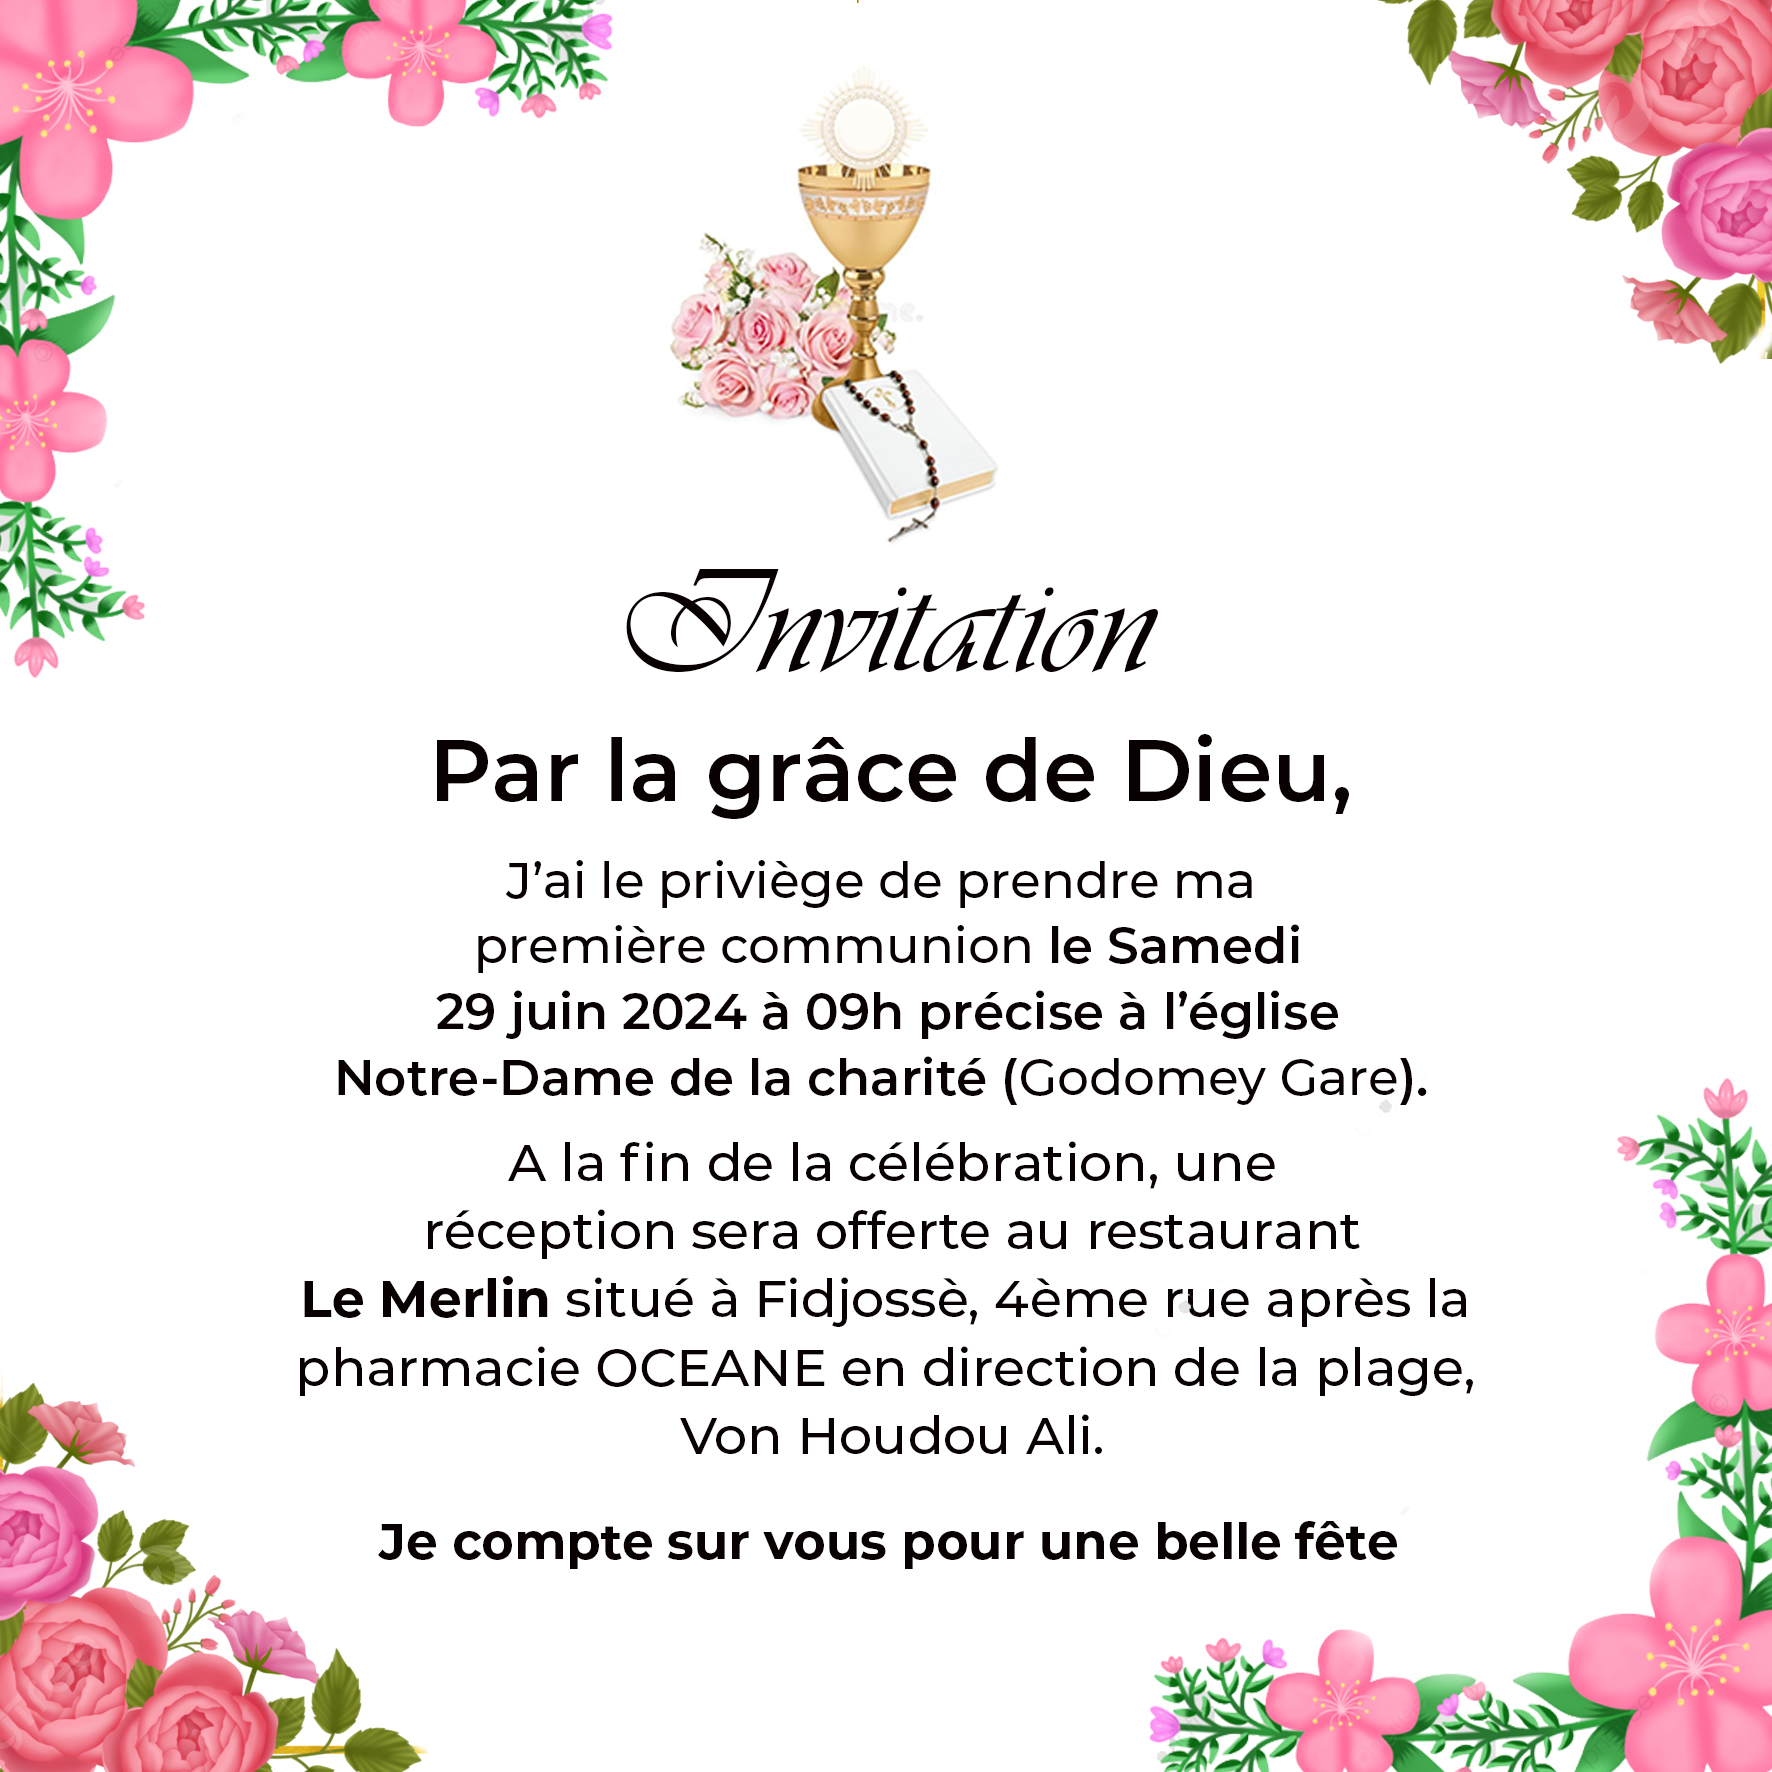 Invitation
Par la grâce de Dieu,
J’ai le priviège de prendre ma
première communion le Samedi
29 juin 2024 à 09h précise à l’église
Notre-Dame de la charité (Godomey Gare).
A la fin de la célébration, une
réception sera offerte au restaurant
Le Merlin situé à Fidjossè, 4ème rue après la
pharmacie OCEANE en direction de la plage,
Von Houdou Ali.
Je compte sur vous pour une belle fête